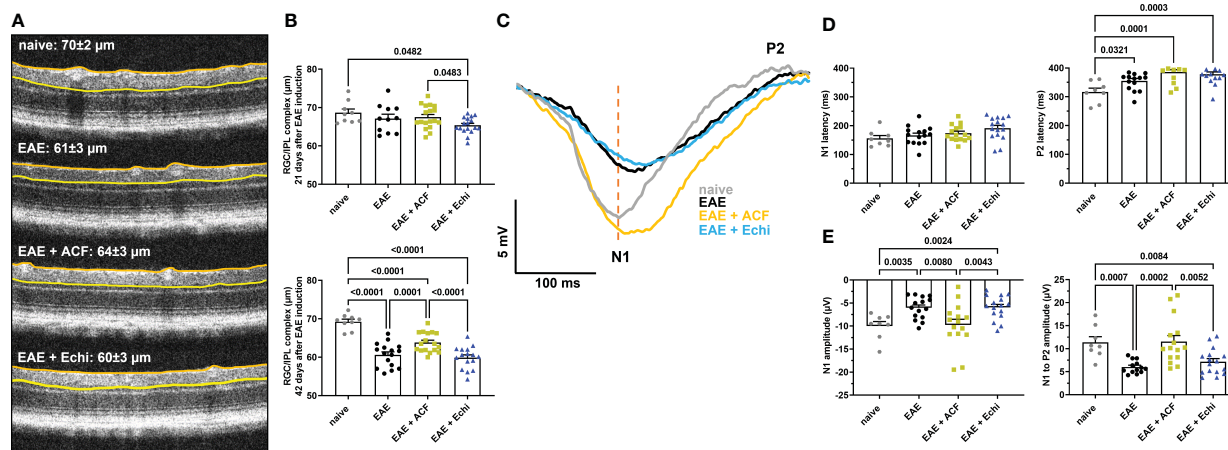 A
naive: 70±2 µm
EAE: 61±3 µm
EAE + ACF: 64±3 µm
EAE + Echi: 60±3 µm
B
0.0482
0.0483
RGC/IPL complex (µm)
21 days after EAE induction
80
70
60
50
naive
EAE
EAE + ACF
EAE + Echi
<0.0001
<0.0001
<0.0001
0.0001
<0.0001
RGC/IPL complex (µm)
42 days after EAE induction
80
70
60
50
naive
EAE
EAE + ACF
EAE + Echi
C
P2
naive
EAE
EAE + ACF
EAE + Echi
N1
5 mV
100 ms
D
N1 latency (ms)
400
300
200
100
0
naive
EAE
EAE + ACF
EAE + Echi
0.0003
0.0001
0.0321
P2 latency (ms)
400
300
200
100
0
naive
EAE
EAE + ACF
EAE + Echi
E
0.0024
0.0035
0.0080
0.0043
N1 amplitude (µV)
0
-5
-10
-15
-20
-25
naive
EAE
EAE + ACF
EAE + Echi
0.0084
0.0007
0.0002
0.0052
N1 to P2 amplitude (µV)
25
20
15
10
5
0
naive
EAE
EAE + ACF
EAE + Echi